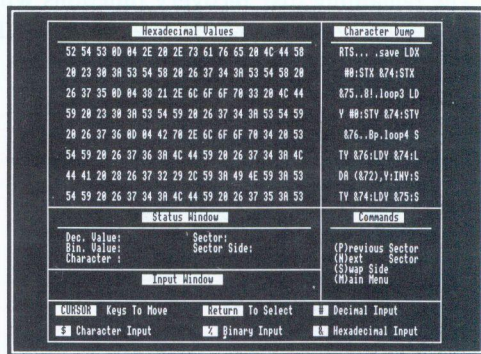 Hexadecimal Values
Character Dump
52 54 53 0D 04 2E 20 2E 73 61 76 65 20 4C 44 58
RTS... .save LDX
20 23 30 3A 53 54 58 20 26 37 34 3A 53 54 58 20
#0:STX &74:STX
26 37 35 0D 04 38 21 2E 6C 6F 6F 70 33 20 4C 44
&75..8!.loop3 LD
59 20 23 30 3A 53 54 59 20 26 37 34 3A 53 54 59
Y #0:STY &74:STY
20 26 37 36 0D 04 42 70 2E 6C 6F 6F 70 34 20 53
&76..Bp.loop4 S
54 59 20 26 37 36 3A 4C 44 59 20 26 37 34 3A 4C
TY &76:LDY &74:L
44 41 20 28 26 37 32 29 2C 59 3A 49 4E 59 3A 53
DA (&72),Y:INY:S
54 59 20 26 37 34 3A 4C 44 59 20 26 37 35 3A 53
TY &74:LDY &75:S
Status Window
Dec. Value:
Sector:
Bin. Value:
Sector Side:
Character :
Input Window
Commands
(P)revious Sector
(N)ext Sector
(S)wap Side
(M)ain Menu
CURSOR Keys To Move
Return To Select
# Decimal Input
$ Character Input
% Binary Input
& Hexadecimal Input